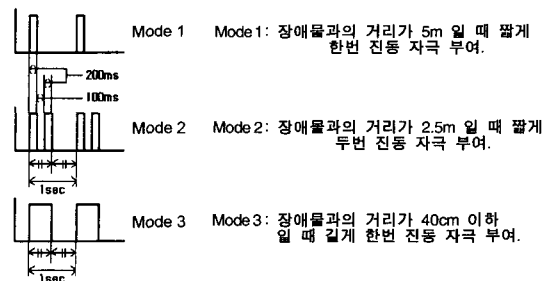 Mode 1 Mode1: 장애물과의 거리가 5m 일 때 짧게
한번 진동 자극 부여.
200ms
100ms
Mode 2 Mode2: 장애물과의 거리가 2.5m 일 때 짧게
두번 진동 자극 부여.
1sec
Mode 3 Mode3: 장애물과의 거리가 40cm 이하
일 때 길게 한번 진동 자극 부여.
1sec